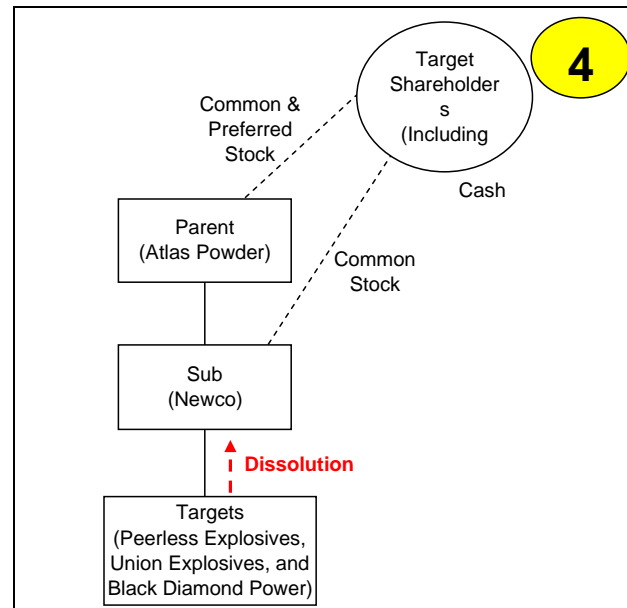 Target
Shareholder
s
(Including
4
Common &
Preferred
Stock
Cash
Parent
(Atlas Powder)
Common
Stock
Sub
(Newco)
Dissolution
Targets
(Peerless Explosives,
Union Explosives, and
Black Diamond Power)